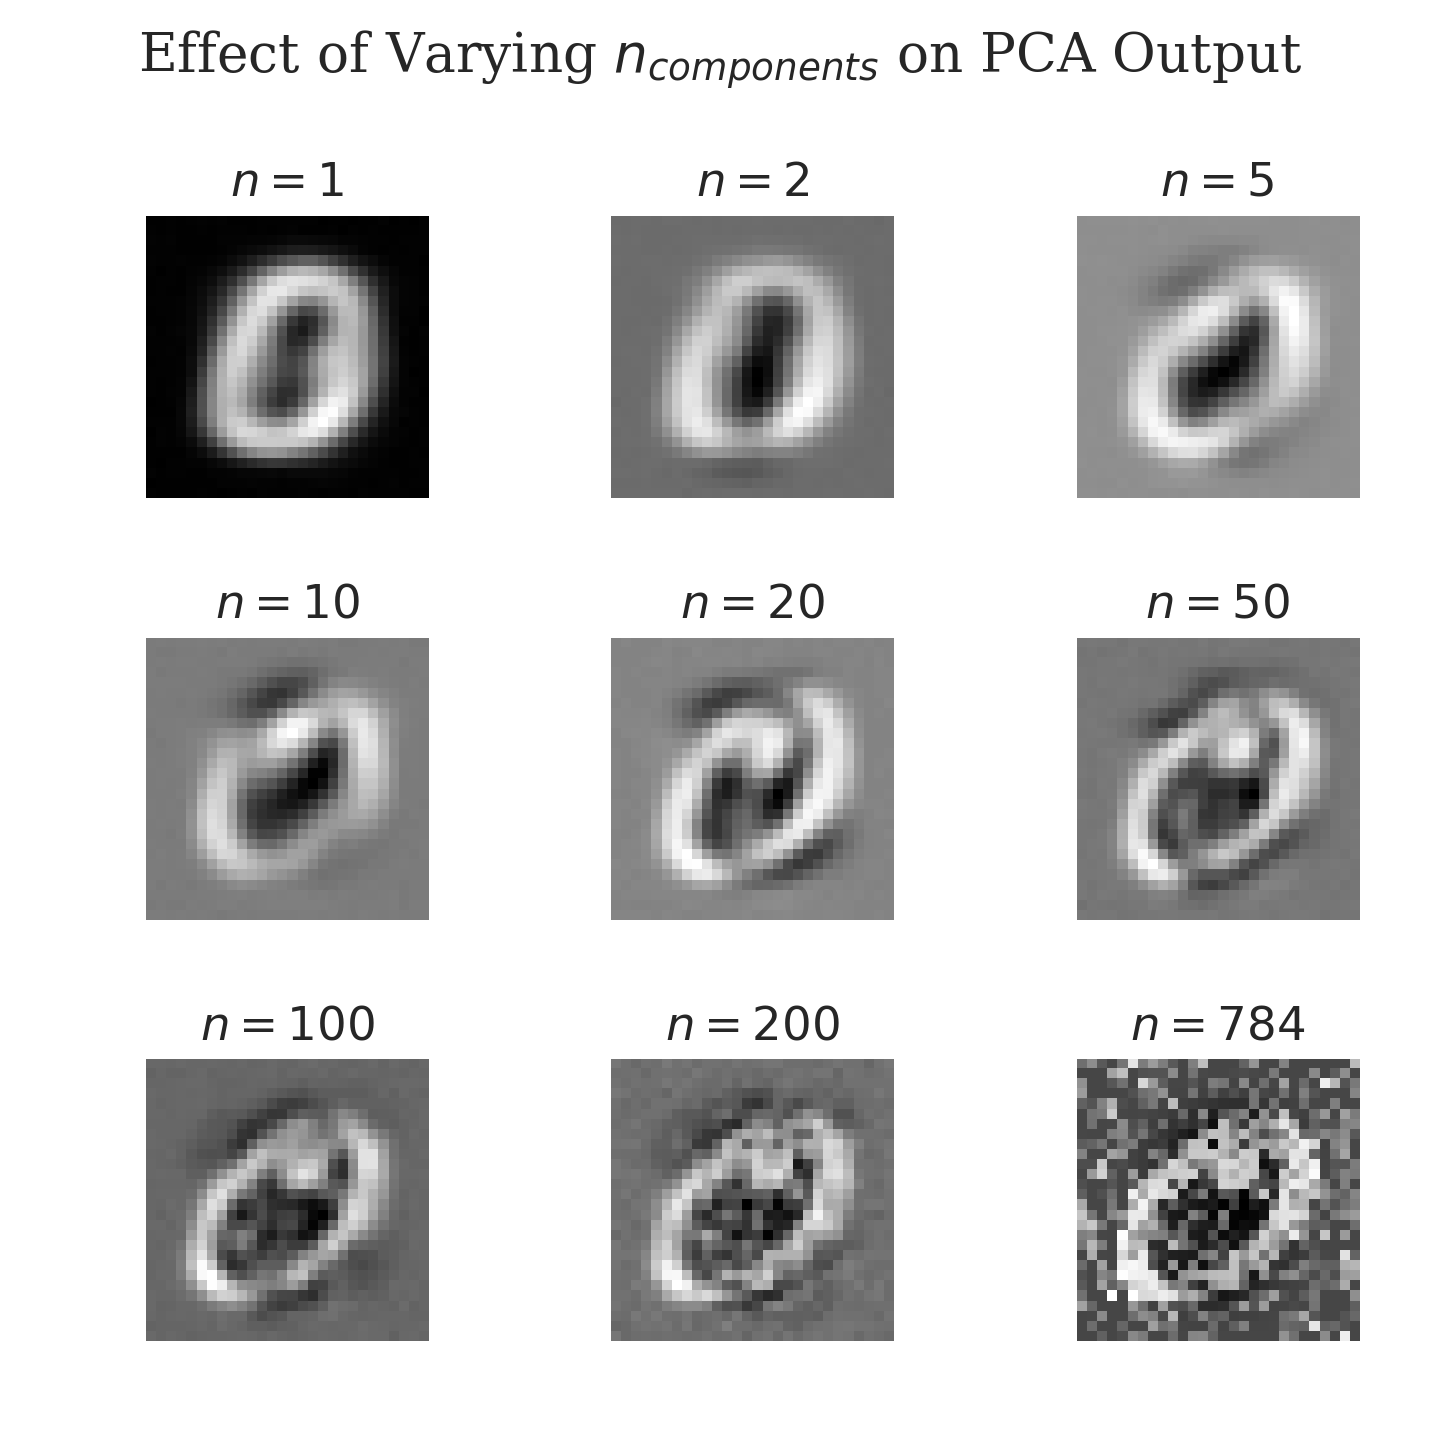 Effect of Varying n_components on PCA Output
n = 1
n = 2
n = 5
n = 10
n = 20
n = 50
n = 100
n = 200
n = 784